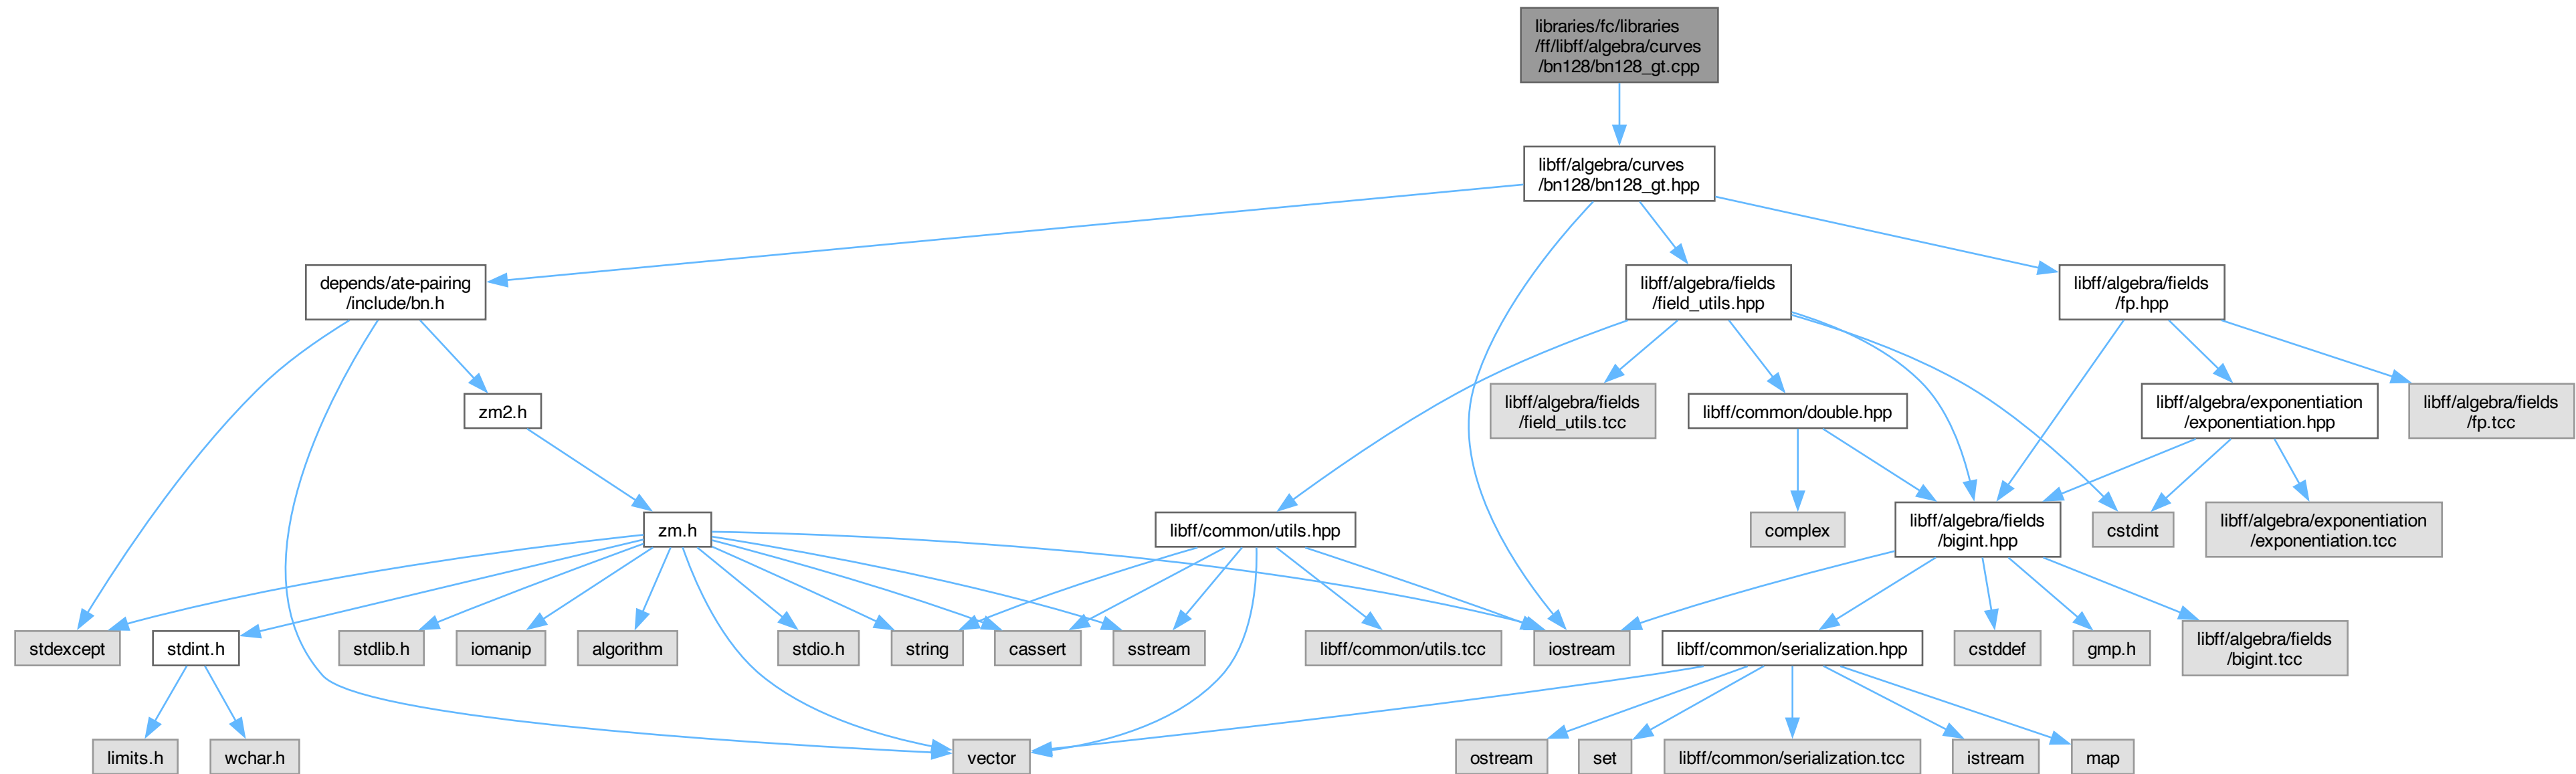 libraries/fc/libraries
/ff/libff/algebra/curves
/bn128/bn128_gt.cpp
libff/algebra/curves
/bn128/bn128_gt.hpp
depends/ate-pairing
/include/bn.h
libff/algebra/fields
/field_utils.hpp
libff/algebra/fields
/fp.hpp
zm2.h
libff/algebra/fields
/field_utils.tcc
libff/common/double.hpp
libff/algebra/exponentiation
/exponentiation.hpp
libff/algebra/fields
/fp.tcc
zm.h
libff/common/utils.hpp
complex
libff/algebra/fields
/bigint.hpp
cstdint
libff/algebra/exponentiation
/exponentiation.tcc
stdexcept
stdint.h
stdlib.h
iomanip
algorithm
stdio.h
string
cassert
sstream
libff/common/utils.tcc
iostream
libff/common/serialization.hpp
cstddef
gmp.h
libff/algebra/fields
/bigint.tcc
limits.h
wchar.h
vector
ostream
set
libff/common/serialization.tcc
istream
map